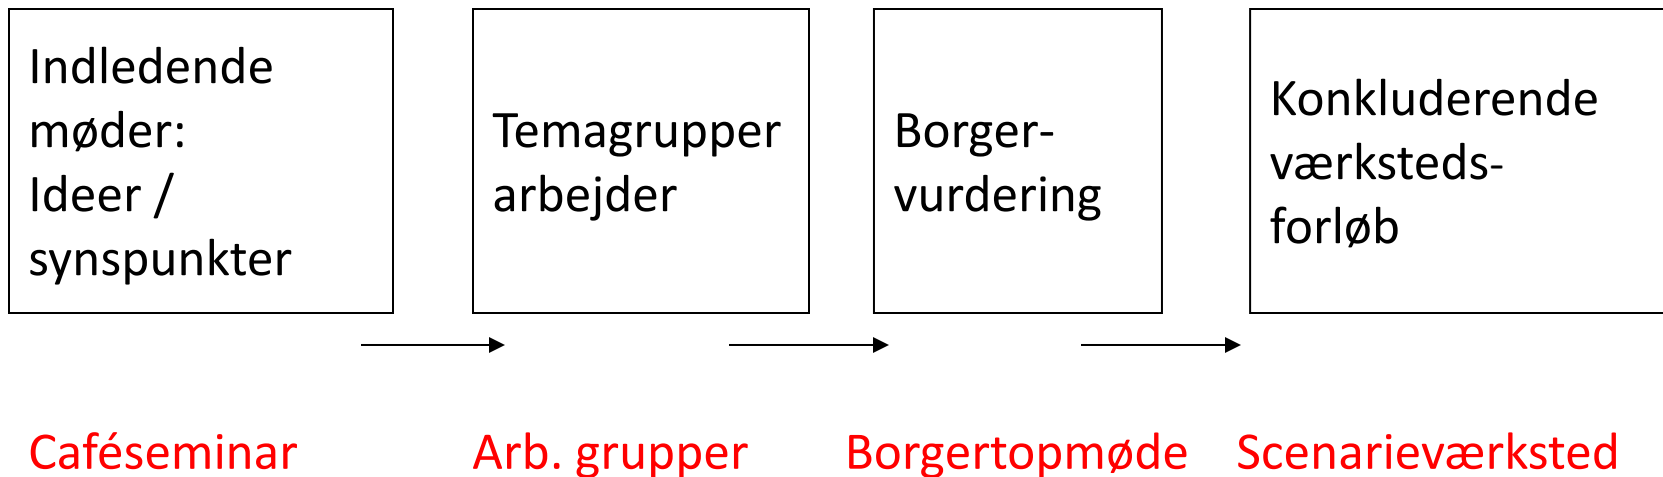 Indledende
møder:
Ideer /
synspunkter
Temagrupper
arbejder
Borger-
vurdering
Konkluderende
værksteds-
forløb
Caféseminar
Arb. grupper
Borgertopmøde
Scenarieværksted